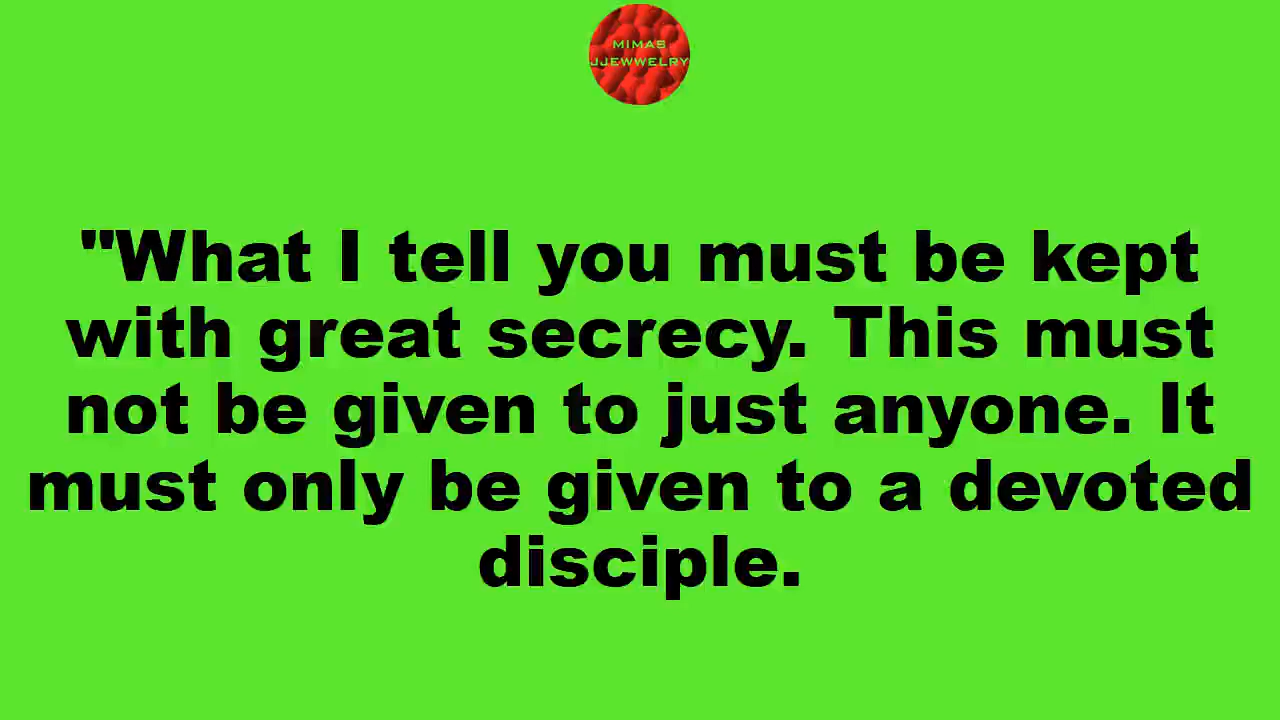 MIMAS
JJEWWELRY
"What I tell you must be kept
with great secrecy. This must
not be given to just anyone. It
must only be given to a devoted
disciple.